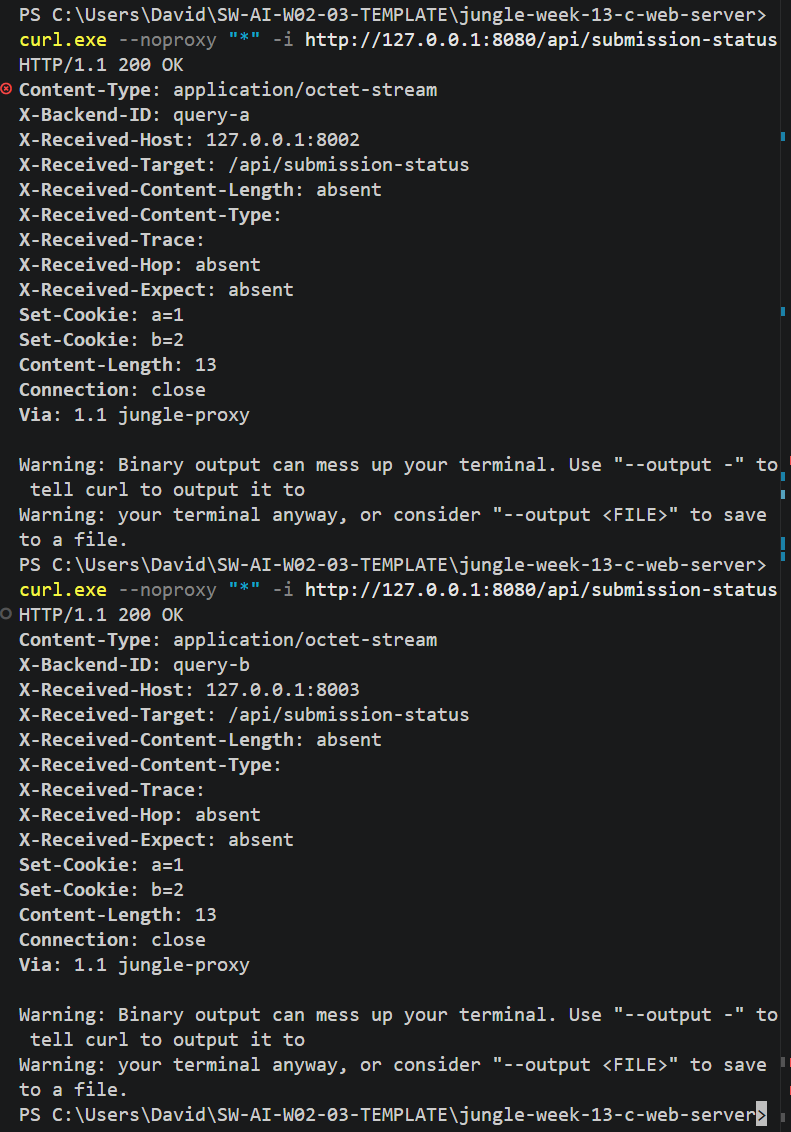 PS C:\Users\David\SW-AI-W02-03-TEMPLATE\jungle-week-13-c-web-server>
curl.exe --noproxy "*" -i http://127.0.0.1:8080/api/submission-status
HTTP/1.1 200 OK
Content-Type: application/octet-stream
X-Backend-ID: query-a
X-Received-Host: 127.0.0.1:8002
X-Received-Target: /api/submission-status
X-Received-Content-Length: absent
X-Received-Content-Type:
X-Received-Trace:
X-Received-Hop: absent
X-Received-Expect: absent
Set-Cookie: a=1
Set-Cookie: b=2
Content-Length: 13
Connection: close
Via: 1.1 jungle-proxy

Warning: Binary output can mess up your terminal. Use "--output -" to
 tell curl to output it to
Warning: your terminal anyway, or consider "--output <FILE>" to save
to a file.
PS C:\Users\David\SW-AI-W02-03-TEMPLATE\jungle-week-13-c-web-server>
curl.exe --noproxy "*" -i http://127.0.0.1:8080/api/submission-status
HTTP/1.1 200 OK
Content-Type: application/octet-stream
X-Backend-ID: query-b
X-Received-Host: 127.0.0.1:8003
X-Received-Target: /api/submission-status
X-Received-Content-Length: absent
X-Received-Content-Type:
X-Received-Trace:
X-Received-Hop: absent
X-Received-Expect: absent
Set-Cookie: a=1
Set-Cookie: b=2
Content-Length: 13
Connection: close
Via: 1.1 jungle-proxy

Warning: Binary output can mess up your terminal. Use "--output -" to
 tell curl to output it to
Warning: your terminal anyway, or consider "--output <FILE>" to save
to a file.
PS C:\Users\David\SW-AI-W02-03-TEMPLATE\jungle-week-13-c-web-server>